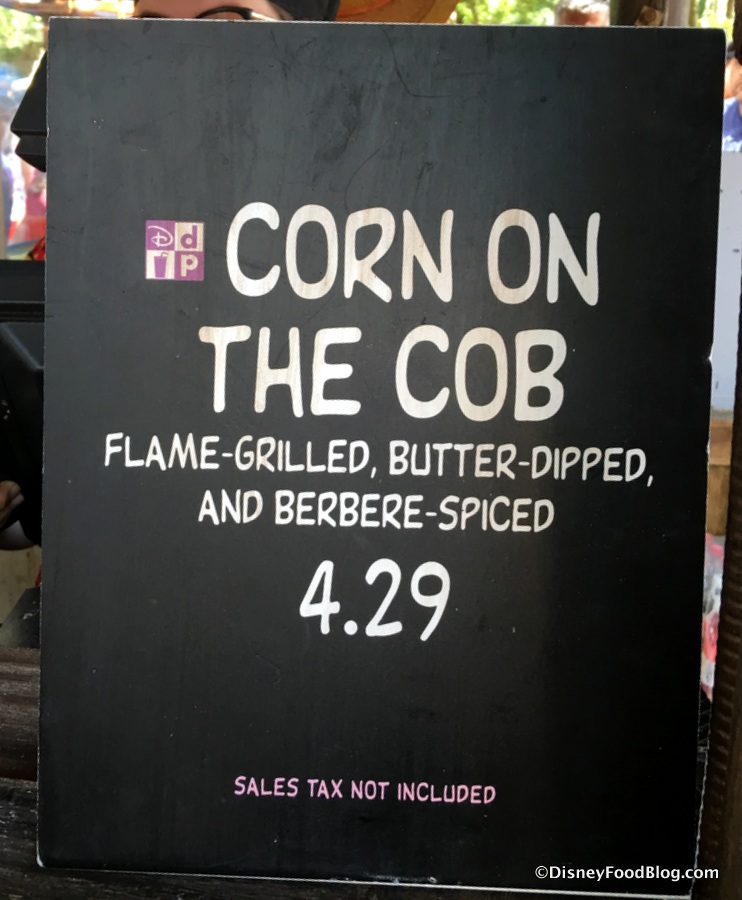 Dd
p
CORN ON
THE COB
FLAME-GRILLED, BUTTER-DIPPED,
AND BERBERE-SPICED
4.29
SALES TAX NOT INCLUDED
©DisneyFoodBlog.com